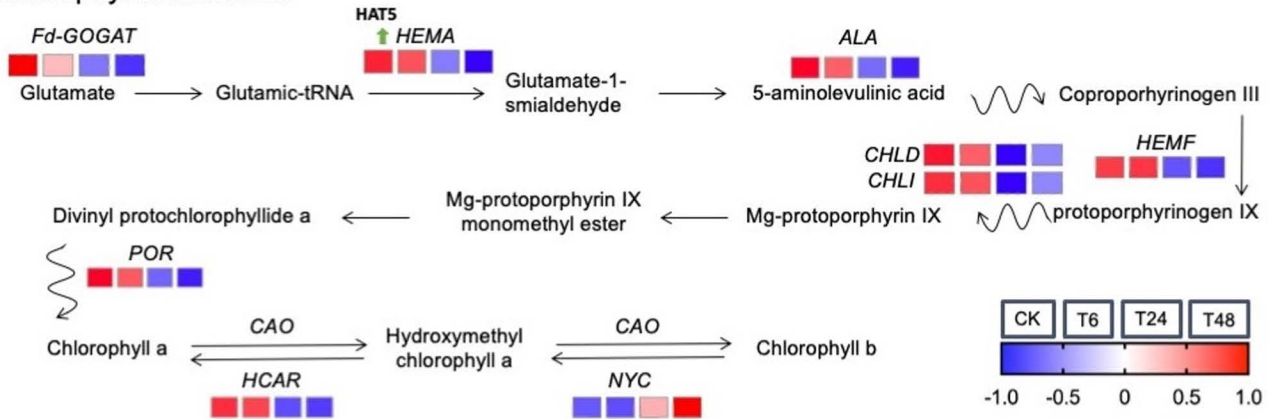 HAT5
Fd-GOGAT
HEMA
ALA
Glutamate
Glutamic-tRNA
Glutamate-1-
smialdehyde
5-aminolevulinic acid
Coproporhyrinogen III
CHLD
CHLI
HEMF
Divinyl protochlorophyllide a
Mg-protoporphyrin IX
monomethyl ester
Mg-protoporphyrin IX
protoporphyrinogen IX
POR
Chlorophyll a
CAO
HCAR
Hydroxymethyl
chlorophyll a
CAO
NYC
Chlorophyll b
CK T6 T24 T48
-1.0 -0.5 0 0.5 1.0